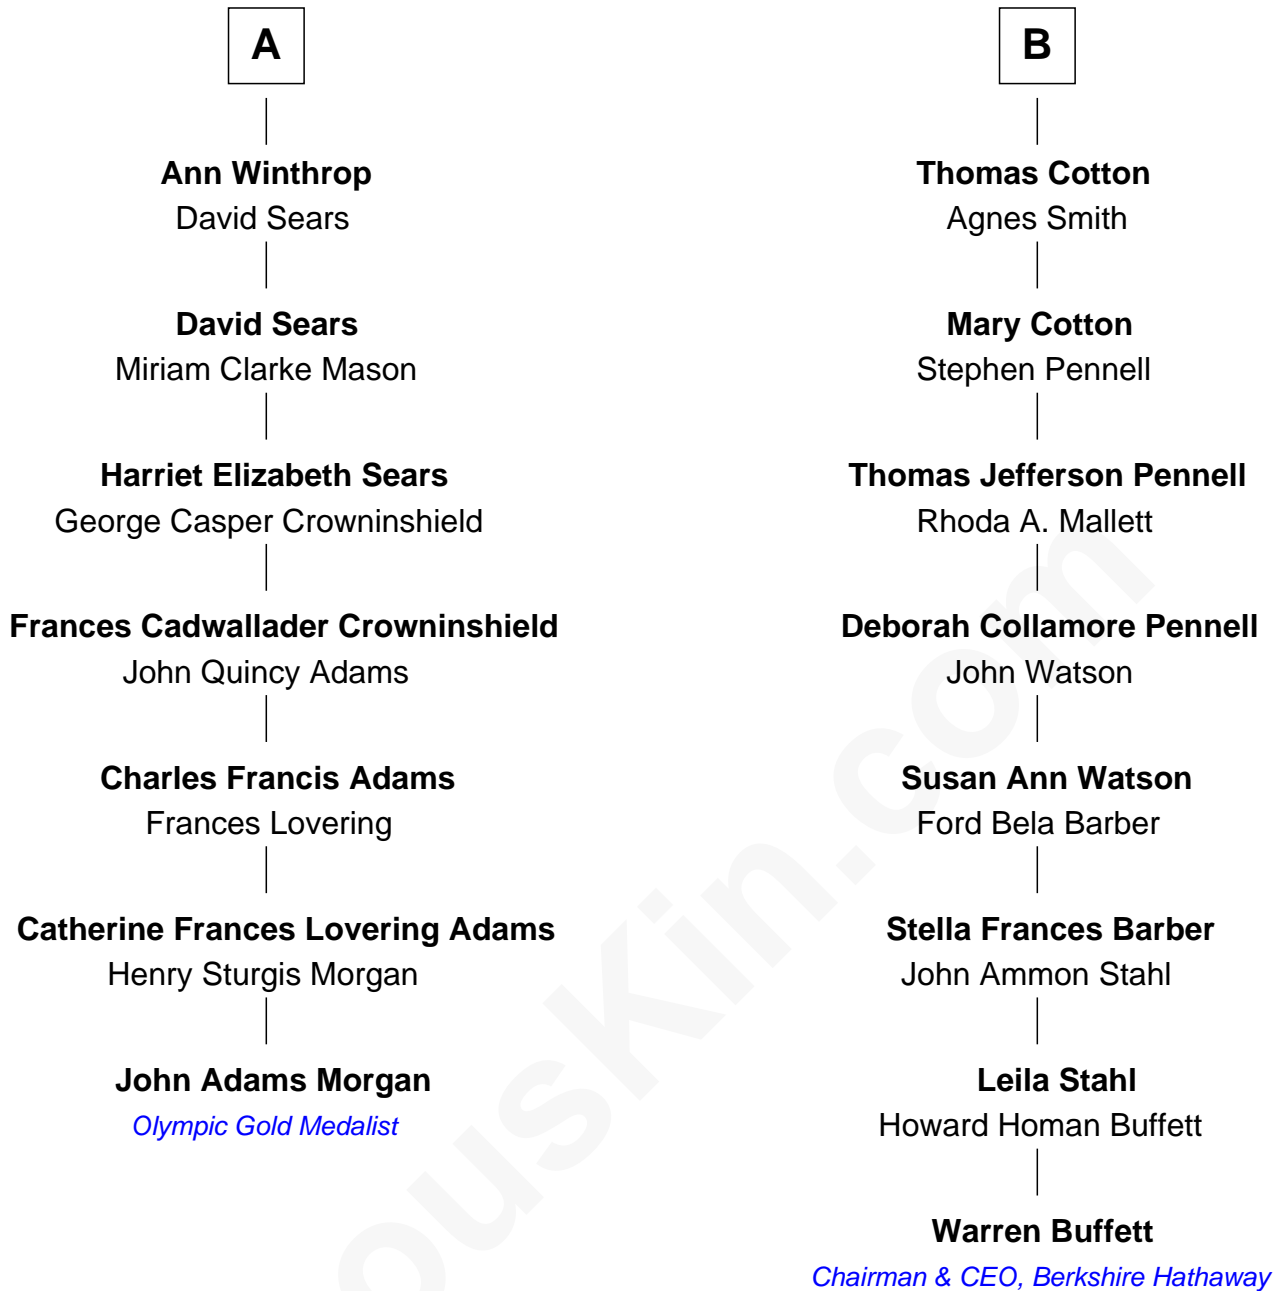 A
Ann Winthrop
David Sears
David Sears
Miriam Clarke Mason
Harriet Elizabeth Sears
George Casper Crowninshield
Frances Cadwallader Crowninshield
John Quincy Adams
Charles Francis Adams
Frances Lovering
Catherine Frances Lovering Adams
Henry Sturgis Morgan
John Adams Morgan
Olympic Gold Medalist
B
Thomas Cotton
Agnes Smith
Mary Cotton
Stephen Pennell
Thomas Jefferson Pennell
Rhoda A. Mallett
Deborah Collamore Pennell
John Watson
Susan Ann Watson
Ford Bela Barber
Stella Frances Barber
John Ammon Stahl
Leila Stahl
Howard Homan Buffett
Warren Buffett
Chairman & CEO, Berkshire Hathaway
ousKin.com